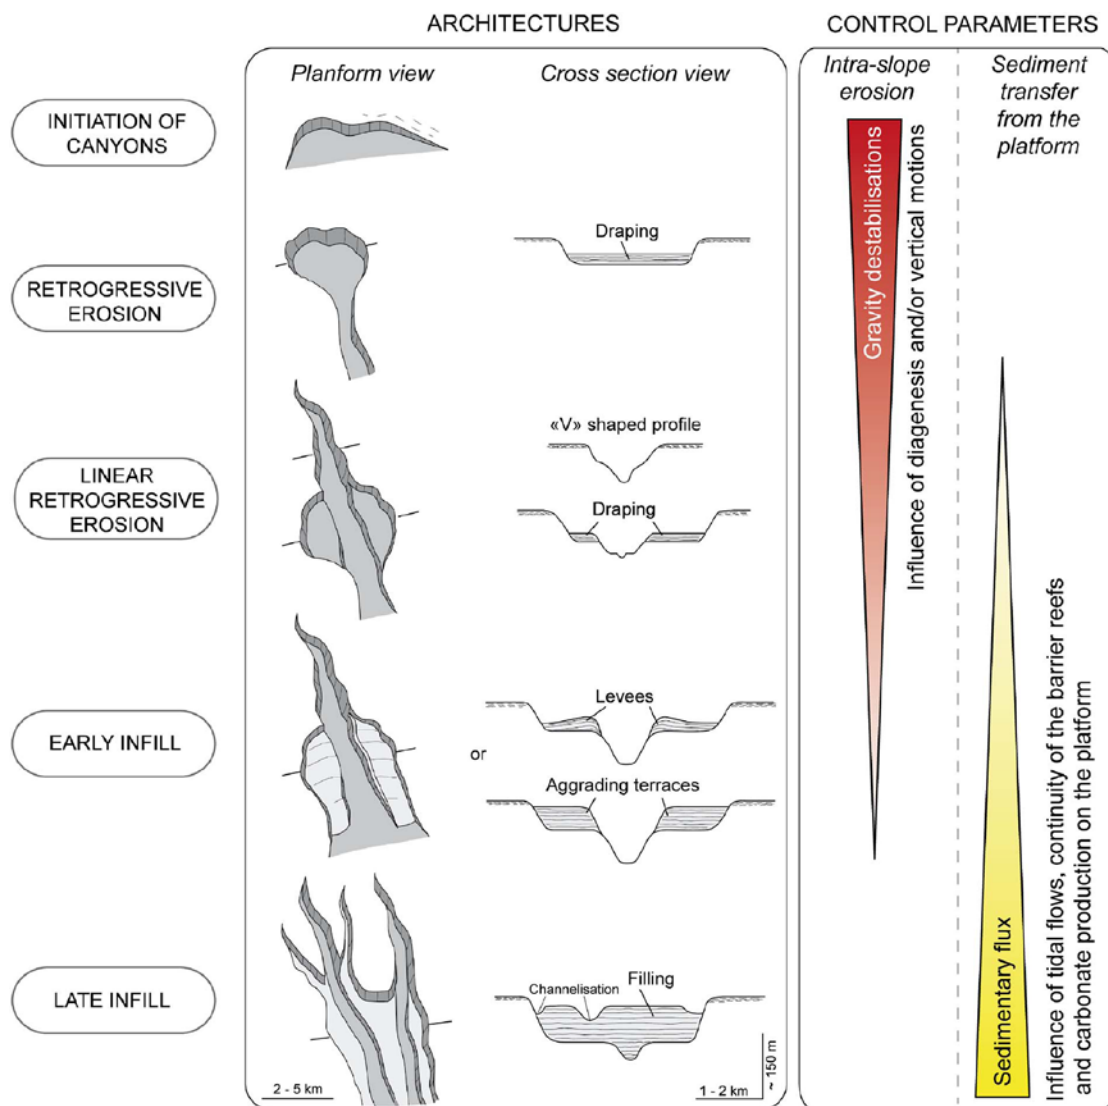 ARCHITECTURES
CONTROL PARAMETERS
Planform view
Cross section view
Intra-slope
erosion
Sediment
transfer
from the
platform
INITIATION OF
CANYONS
Gravity destabilisations
Influence of diagenesis and/or vertical motions
RETROGRESSIVE
EROSION
Draping
LINEAR
RETROGRESSIVE
EROSION
«V» shaped profile
Draping
EARLY INFILL
or
Levees
Aggrading terraces
LATE INFILL
Channelisation
Filling
2 - 5 km
1 - 2 km
~ 150 m
Sedimentary flux
Influence of tidal flows, continuity of the barrier reefs
and carbonate production on the platform